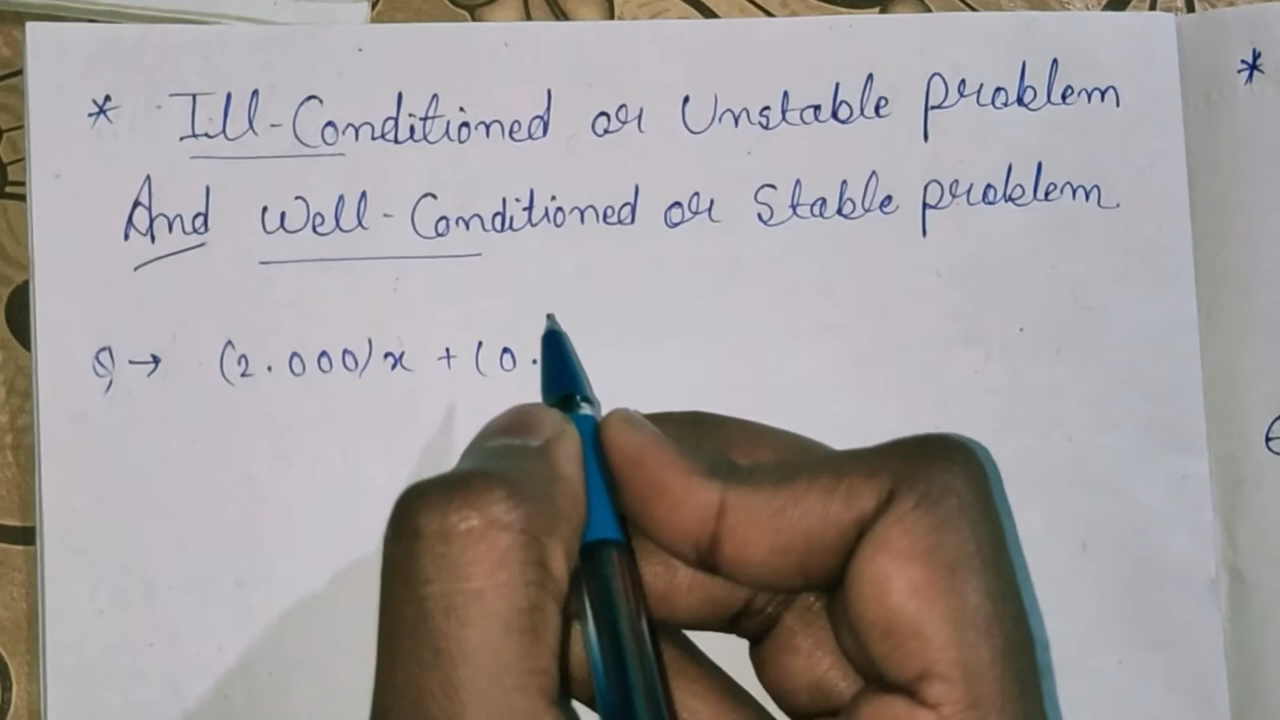 * Ill-Conditioned or Unstable problem
And Well-Conditioned or Stable problem
Q→ (2.000)x + (0.
*